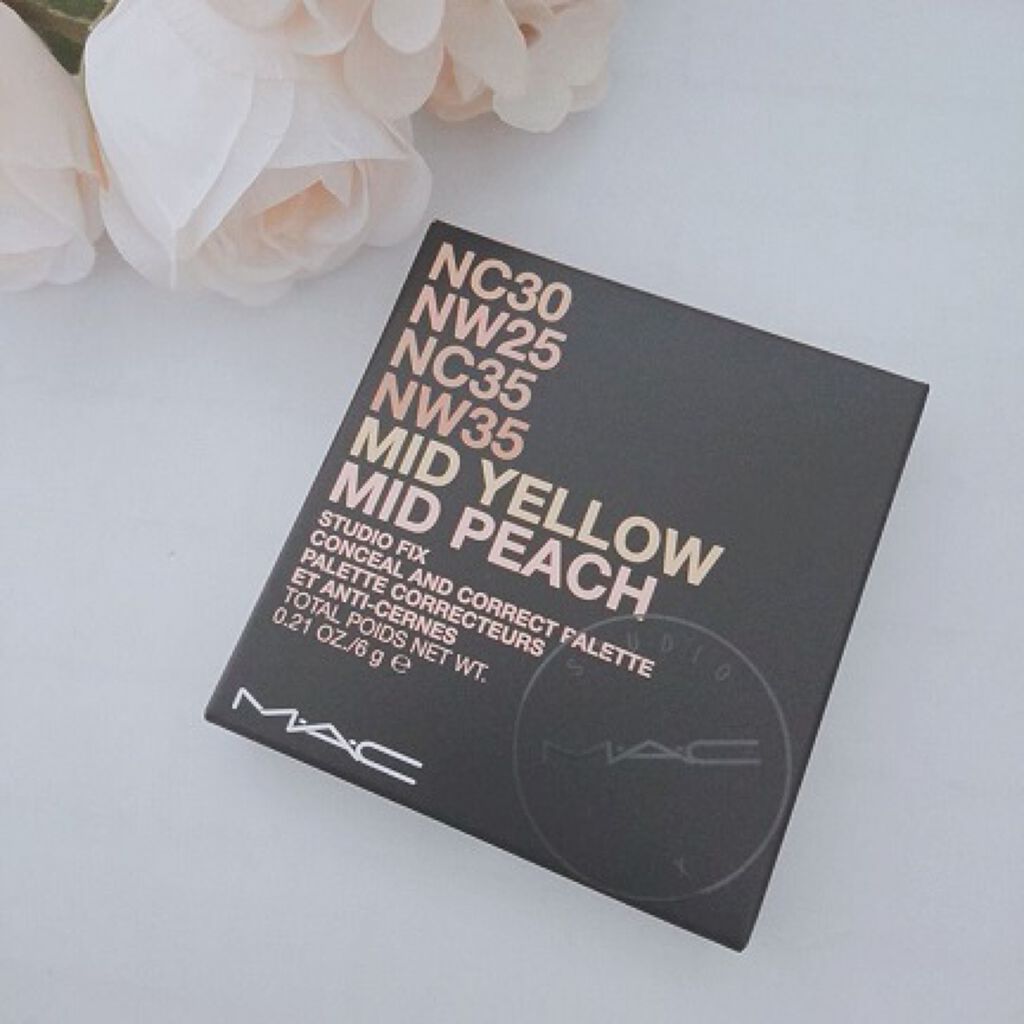 NC30
NW25
NC35
NW35
MID YELLOW
MID PEACH
STUDIO FIX
CONCEAL AND CORRECT PALETTE
PALETTE CORRECTEURS
ET ANTI-CERNES
TOTAL POIDS NET WT.
0.21 OZ./6 g ℮
M·A·C
STUDIO
M·A·C